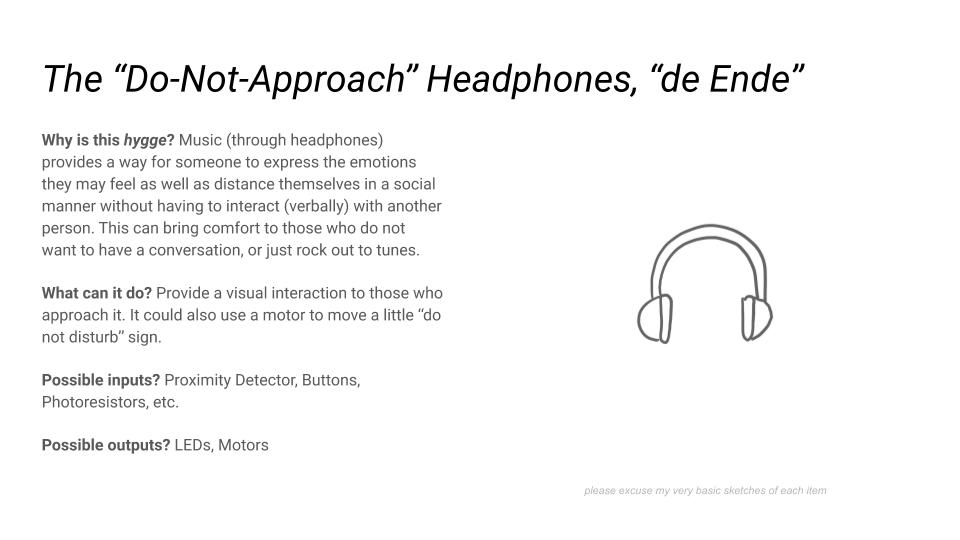 The “Do-Not-Approach” Headphones, “de Ende”
Why is this hygge? Music (through headphones)
provides a way for someone to express the emotions
they may feel as well as distance themselves in a social
manner without having to interact (verbally) with another
person. This can bring comfort to those who do not
want to have a conversation, or just rock out to tunes.
What can it do? Provide a visual interaction to those who
approach it. It could also use a motor to move a little “do
not disturb” sign.
Possible inputs? Proximity Detector, Buttons,
Photoresistors, etc.
Possible outputs? LEDs, Motors
please excuse my very basic sketches of each item